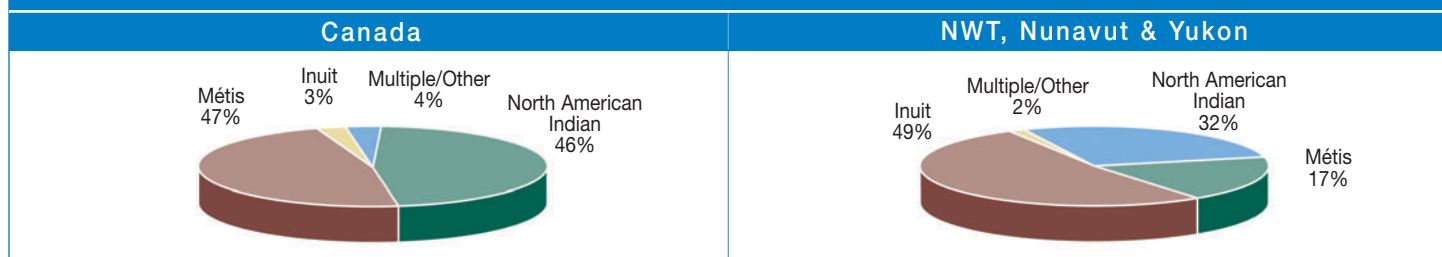 Canada
NWT, Nunavut & Yukon
Métis
47%
Inuit
3%
Multiple/Other
4%
North American
Indian
46%
Inuit
49%
Multiple/Other
2%
North American
Indian
32%
Métis
17%